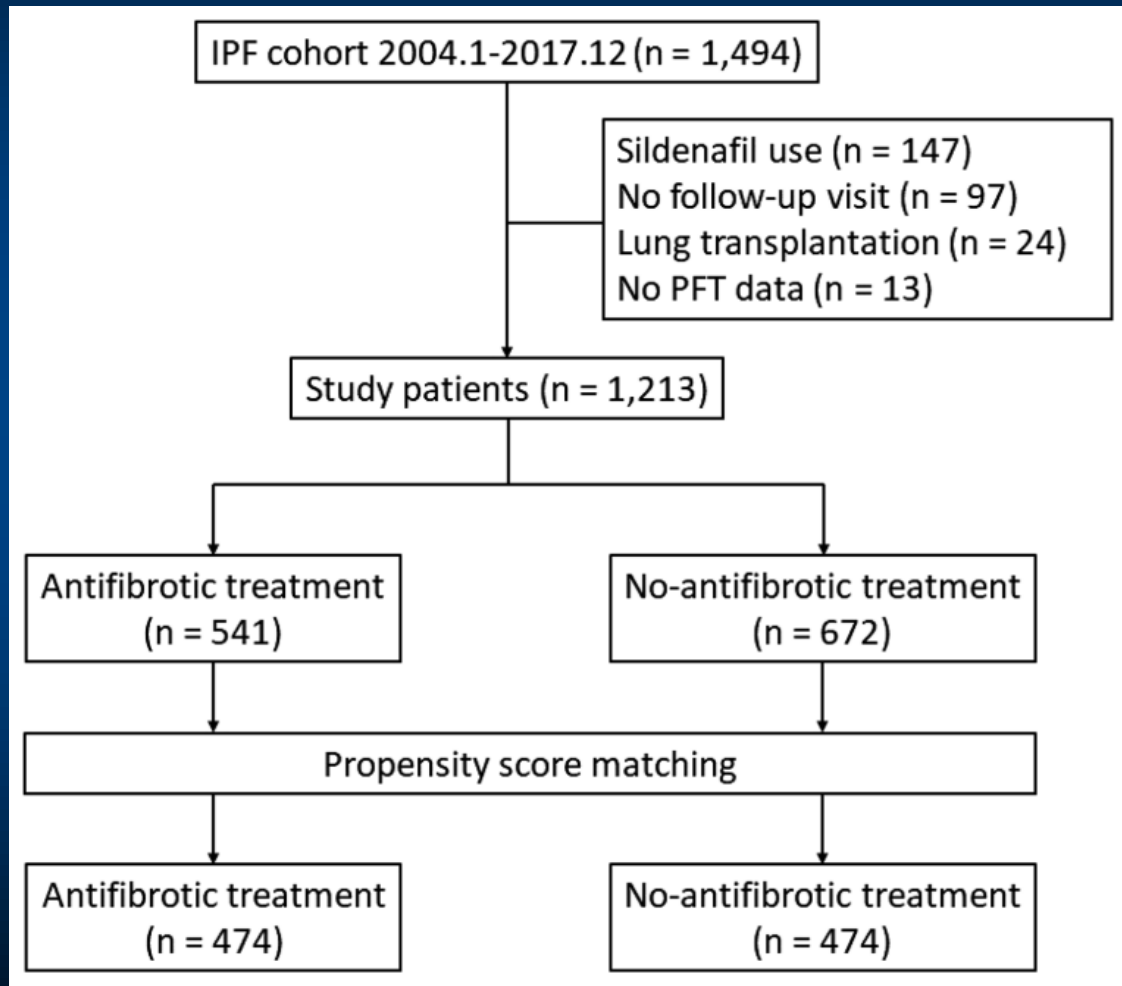 IPF cohort 2004.1-2017.12 (n = 1,494)
Sildenafil use (n = 147)
No follow-up visit (n = 97)
Lung transplantation (n = 24)
No PFT data (n = 13)
Study patients (n = 1,213)
Antifibrotic treatment
(n = 541)
No-antifibrotic treatment
(n = 672)
Propensity score matching
Antifibrotic treatment
(n = 474)
No-antifibrotic treatment
(n = 474)